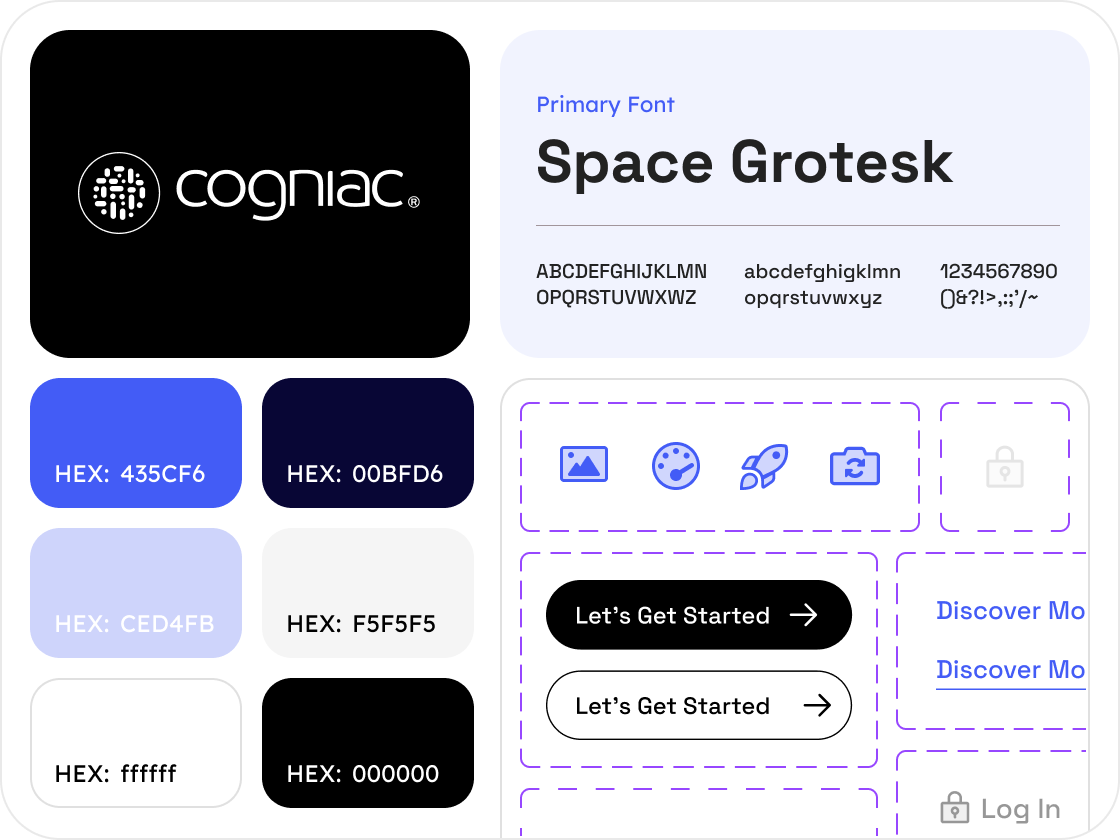 cogniac®
Primary Font
Space Grotesk
ABCDEFGHIJKLMN
OPQRSTUVWXWZ
abcdefghigklmn
opqrstuvwxyz
1234567890
()&?!>,:;'/~
HEX: 435CF6
HEX: 00BFD6
HEX: CED4FB
HEX: F5F5F5
HEX: ffffff
HEX: 000000
Let's Get Started
Let's Get Started
Discover Mo
Discover Mo
Log In